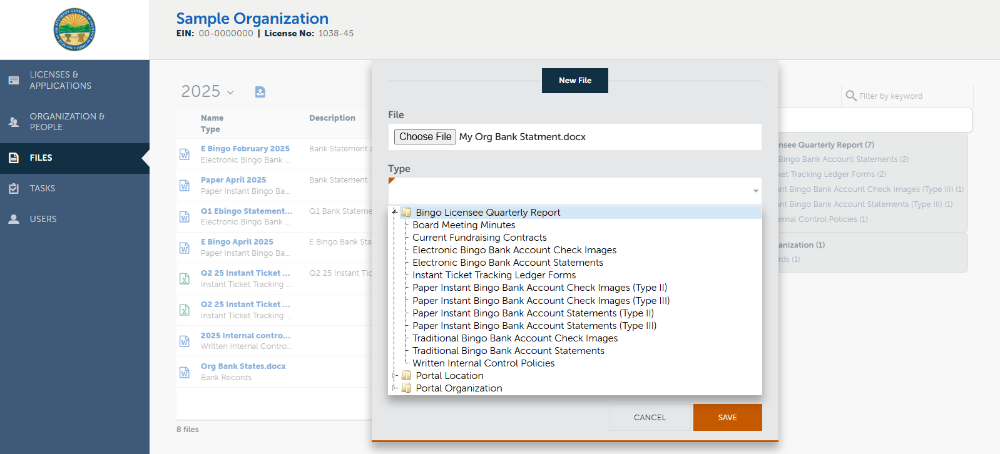 Sample Organization
EIN: 00-0000000 | License No: 1038-45
LICENSES &
APPLICATIONS
ORGANIZATION &
PEOPLE
FILES
TASKS
USERS
2025
Filter by keyword
Name
Type
Description
E Bingo February 2025
Bank Statement
Electronic Bingo Bank ...
Paper April 2025
Bank Statement
Paper Instant Bingo Ba...
Q1 Ebingo Statement...
Q1 Bank Stateme
Electronic Bingo Bank ...
E Bingo April 2025
E Bingo Bank Sta
Paper Instant Bingo Ba...
Q2 25 Instant Ticket ...
Q2 25 Instant Tic
Instant Ticket Tracking ...
Q2 25 Instant Ticket ...
Instant Ticket Tracking ...
2025 Internal contro...
Written Internal Contro...
Org Bank States.docx
Bank Records
8 files
New File
File
Choose File My Org Bank Statment.docx
Type
Bingo Licensee Quarterly Report
Board Meeting Minutes
Current Fundraising Contracts
Electronic Bingo Bank Account Check Images
Electronic Bingo Bank Account Statements
Instant Ticket Tracking Ledger Forms
Paper Instant Bingo Bank Account Check Images (Type II)
Paper Instant Bingo Bank Account Check Images (Type III)
Paper Instant Bingo Bank Account Statements (Type II)
Paper Instant Bingo Bank Account Statements (Type III)
Traditional Bingo Bank Account Check Images
Traditional Bingo Bank Account Statements
Written Internal Control Policies
Portal Location
Portal Organization
CANCEL
SAVE
nsee Quarterly Report (7)
Bingo Bank Account Statements (2)
ket Tracking Ledger Forms (2)
ant Bingo Bank Account Check Images (Type III) (1)
ant Bingo Bank Account Statements (Type III) (1)
ernal Control Policies (1)
anization (1)
rds (1)